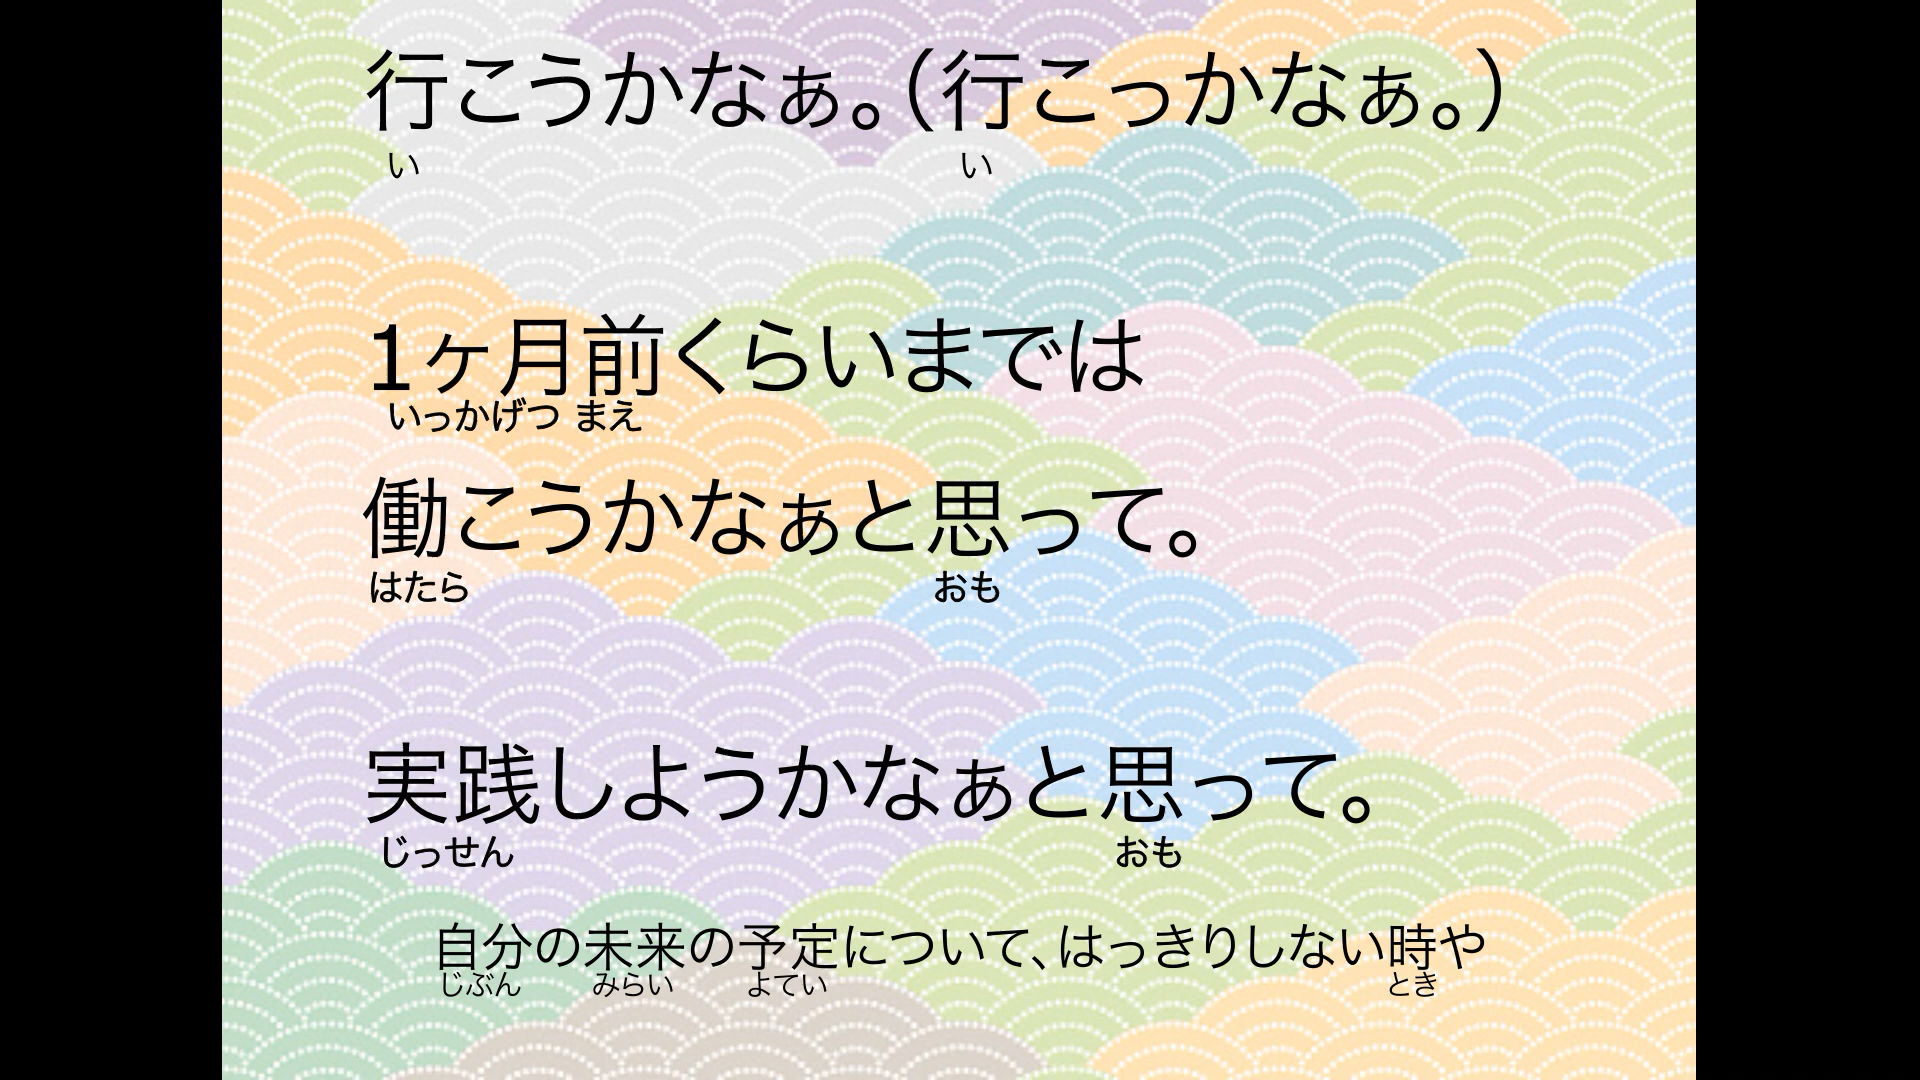 行こうかなぁ。（行こっかなぁ。）
い い
1ヶ月前くらいまでは
いっかげつ まえ
働こうかなぁと思って。
はたら おも
実践しようかなぁと思って。
じっせん おも
自分の未来の予定について、はっきりしない時や
じぶん みらい よてい とき